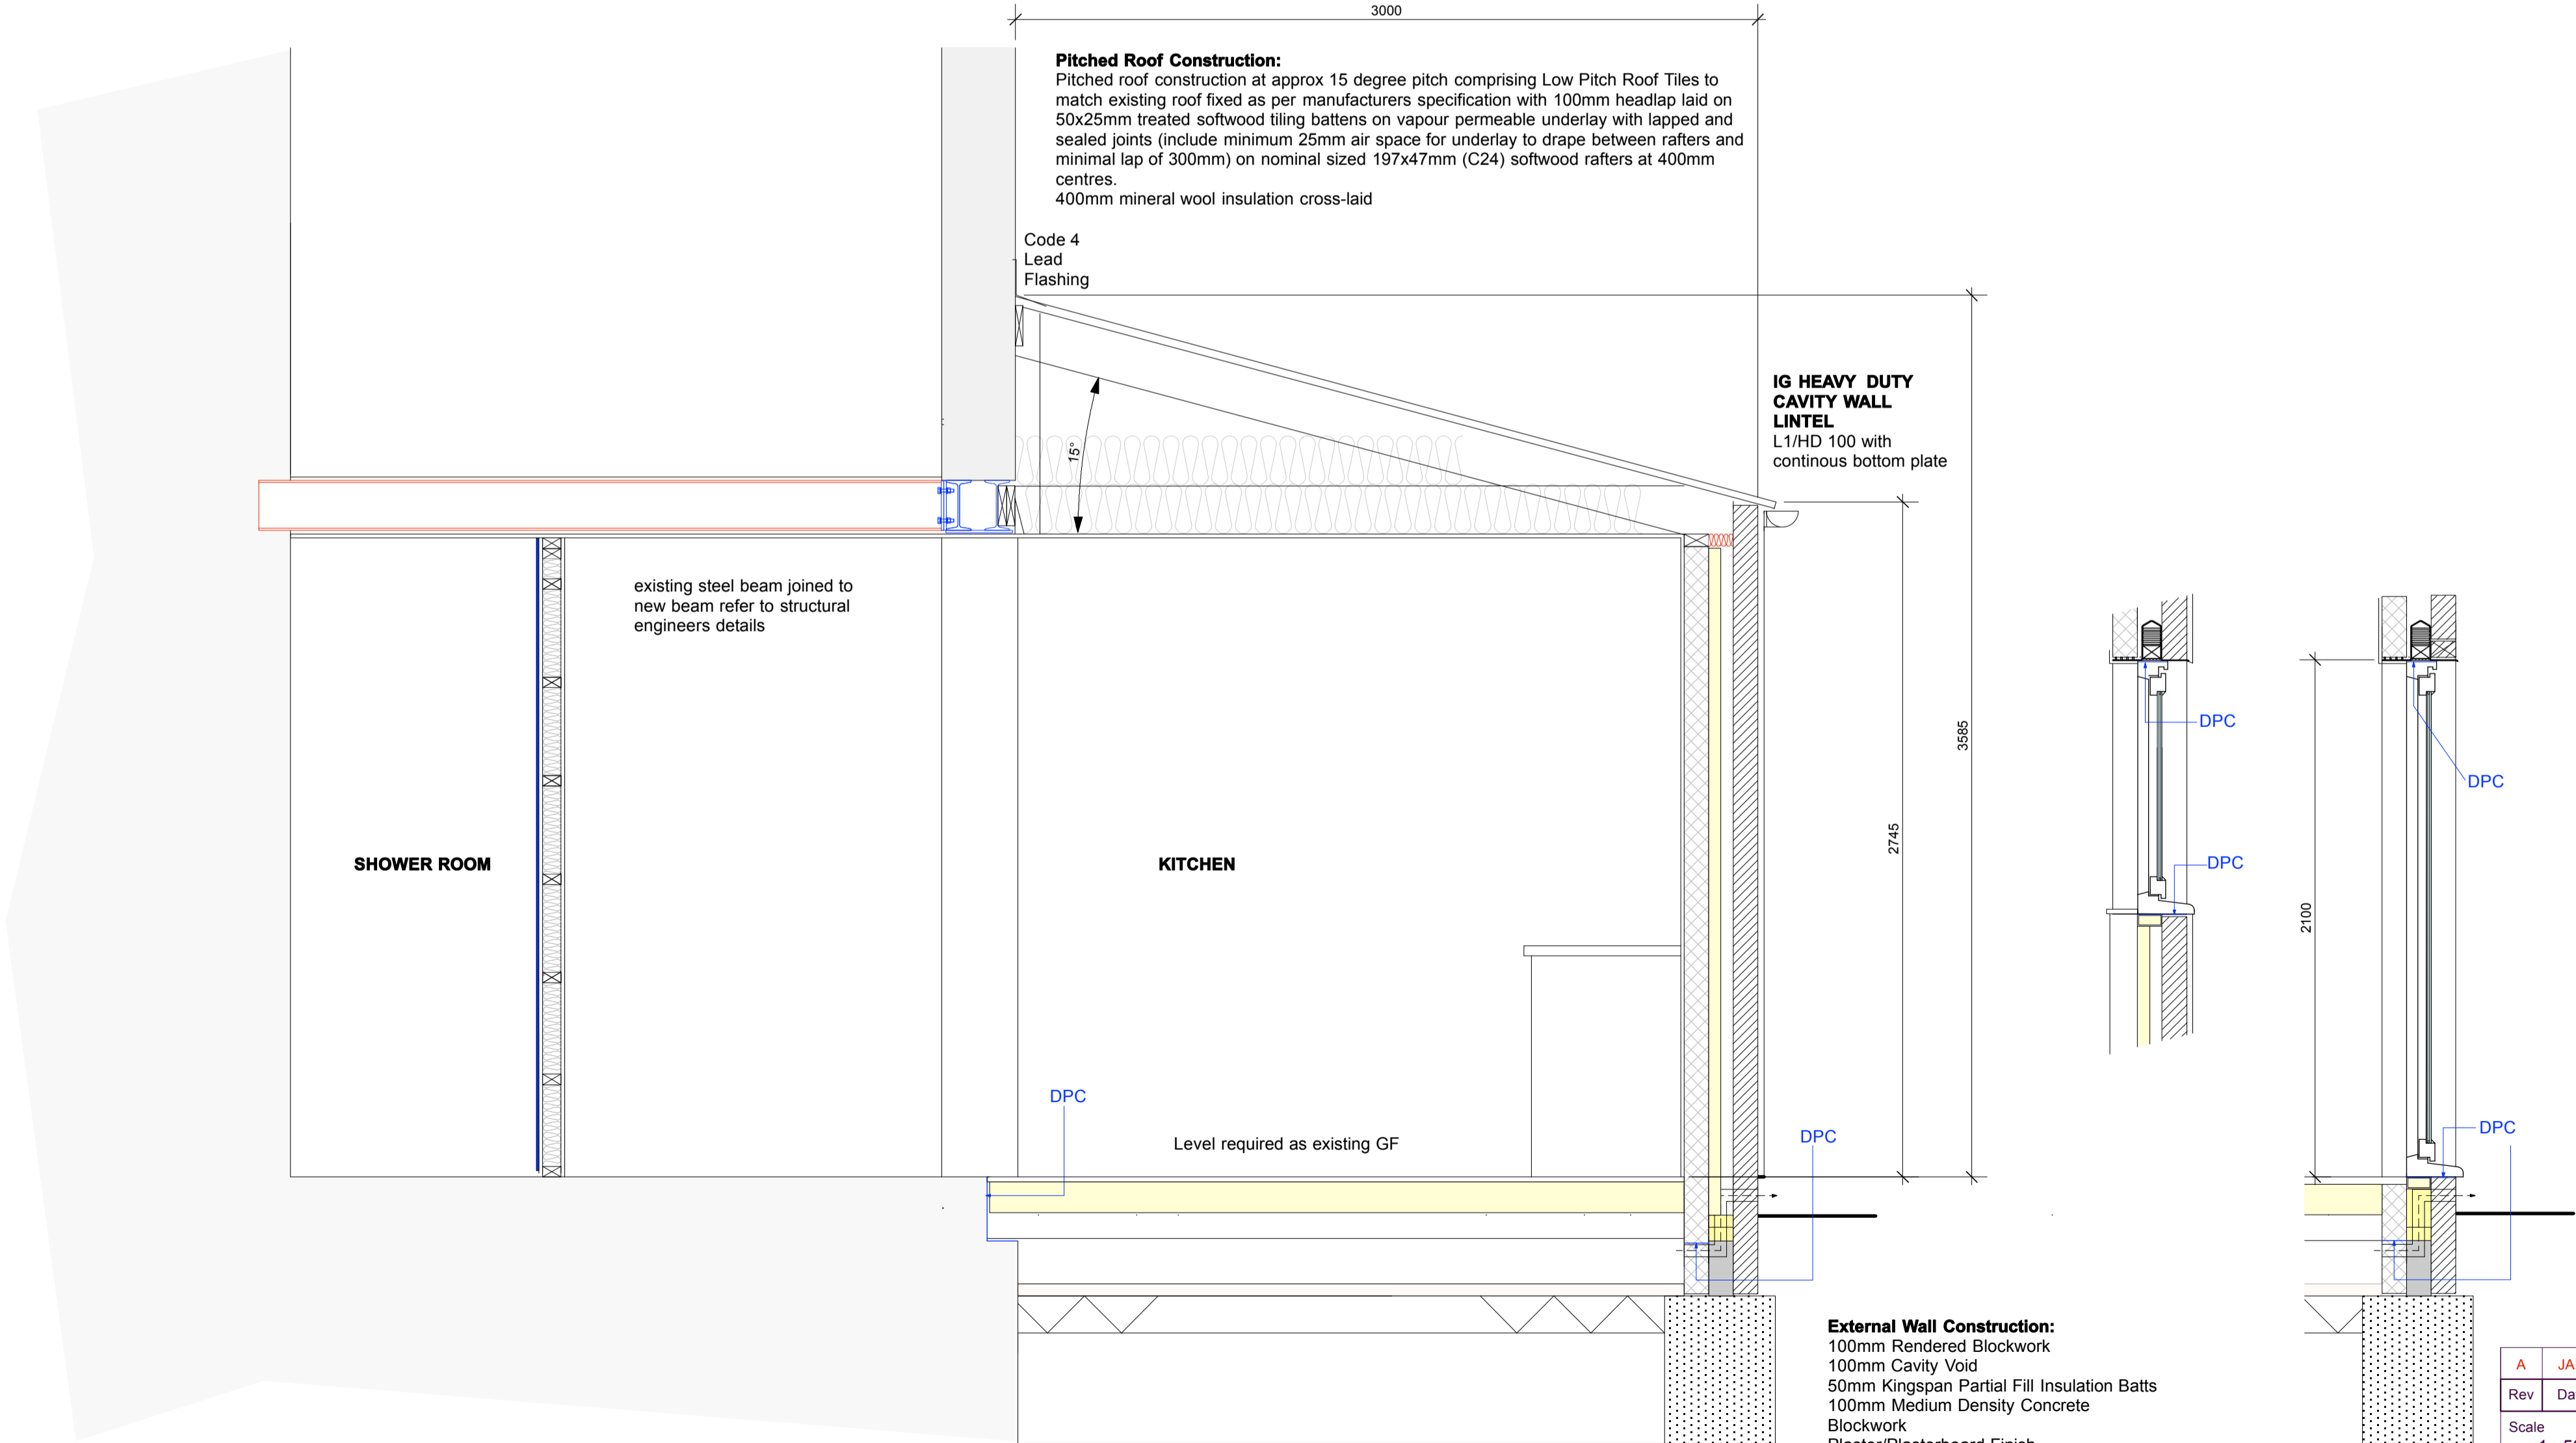 3000
Pitched Roof Construction:
Pitched roof construction at approx 15 degree pitch comprising Low Pitch Roof Tiles to
match existing roof fixed as per manufacturers specification with 100mm headlap laid on
50x25mm treated softwood tiling battens on vapour permeable underlay with lapped and
sealed joints (include minimum 25mm air space for underlay to drape between rafters and
minimal lap of 300mm) on nominal sized 197x47mm (C24) softwood rafters at 400mm
centres.
400mm mineral wool insulation cross-laid
Code 4
Lead
Flashing
IG HEAVY DUTY
CAVITY WALL
LINTEL
L1/HD 100 with
continous bottom plate
15°
existing steel beam joined to
new beam refer to structural
engineers details
3585
2745
2100
DPC
DPC
DPC
SHOWER ROOM
KITCHEN
DPC
DPC
DPC
Level required as existing GF
External Wall Construction:
100mm Rendered Blockwork
100mm Cavity Void
50mm Kingspan Partial Fill Insulation Batts
100mm Medium Density Concrete
Blockwork
Plaster/Plasterboard Finish
A JA
Rev Da
Scale